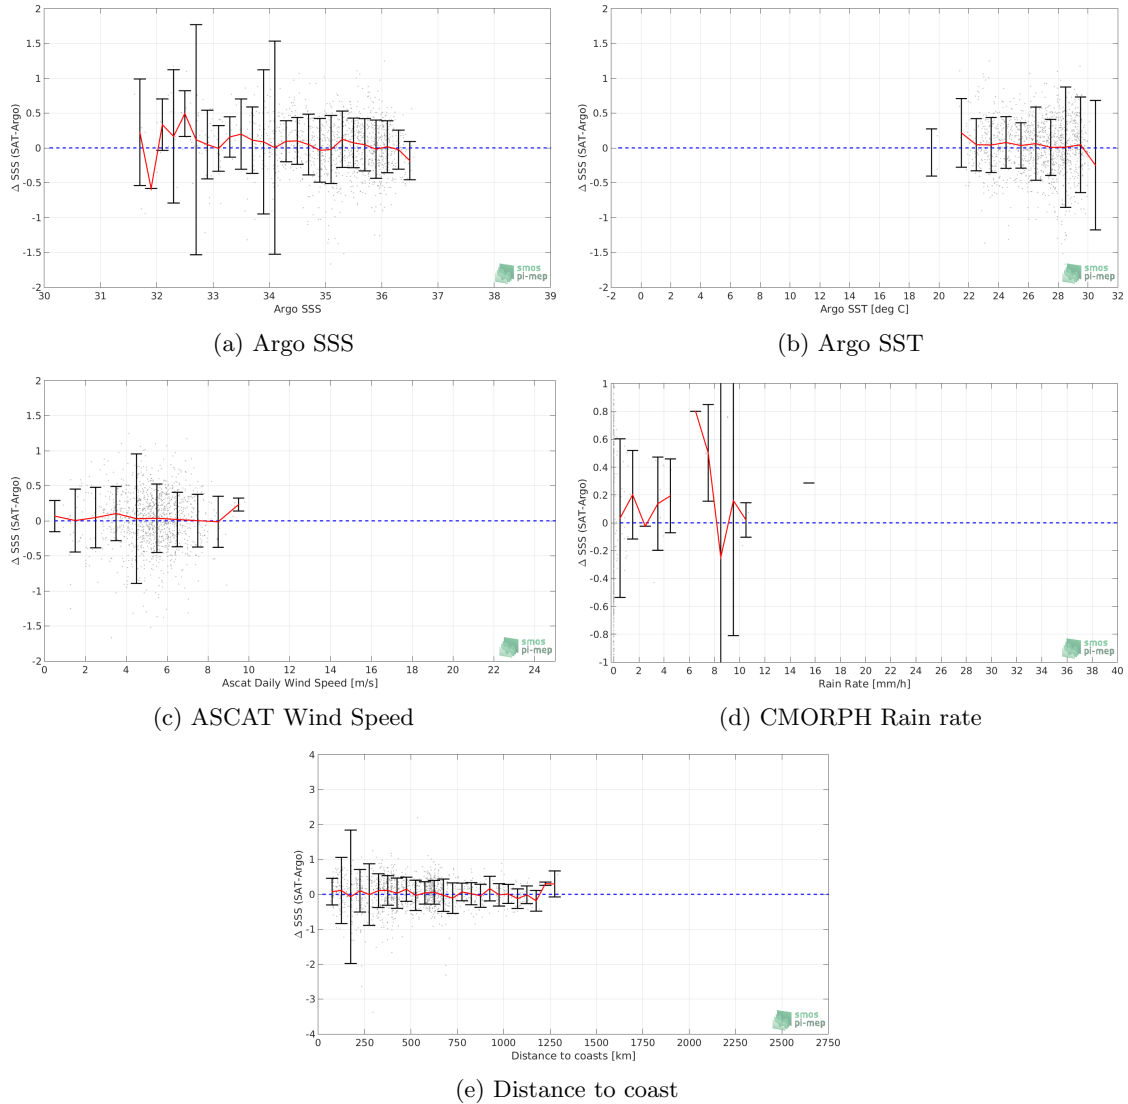 2
1.5
1
0.5
0
-0.5
-1
-1.5
-2
Δ SSS (SAT-Argo)
30 31 32 33 34 35 36 37 38 39
Argo SSS
smos
pi-mep
(a) Argo SSS
2
1.5
1
0.5
0
-0.5
-1
-1.5
-2
Δ SSS (SAT-Argo)
-2 0 2 4 6 8 10 12 14 16 18 20 22 24 26 28 30 32
Argo SST [deg C]
smos
pi-mep
(b) Argo SST
2
1.5
1
0.5
0
-0.5
-1
-1.5
-2
Δ SSS (SAT-Argo)
0 2 4 6 8 10 12 14 16 18 20 22 24
Ascat Daily Wind Speed [m/s]
smos
pi-mep
(c) ASCAT Wind Speed
1
0.8
0.6
0.4
0.2
0
-0.2
-0.4
-0.6
-0.8
-1
Δ SSS (SAT-Argo)
0 2 4 6 8 10 12 14 16 18 20 22 24 26 28 30 32 34 36 38 40
Rain Rate [mm/h]
smos
pi-mep
(d) CMORPH Rain rate
4
3
2
1
0
-1
-2
-3
-4
Δ SSS (SAT-Argo)
0 250 500 750 1000 1250 1500 1750 2000 2250 2500 2750
Distance to coasts [km]
smos
pi-mep
(e) Distance to coast